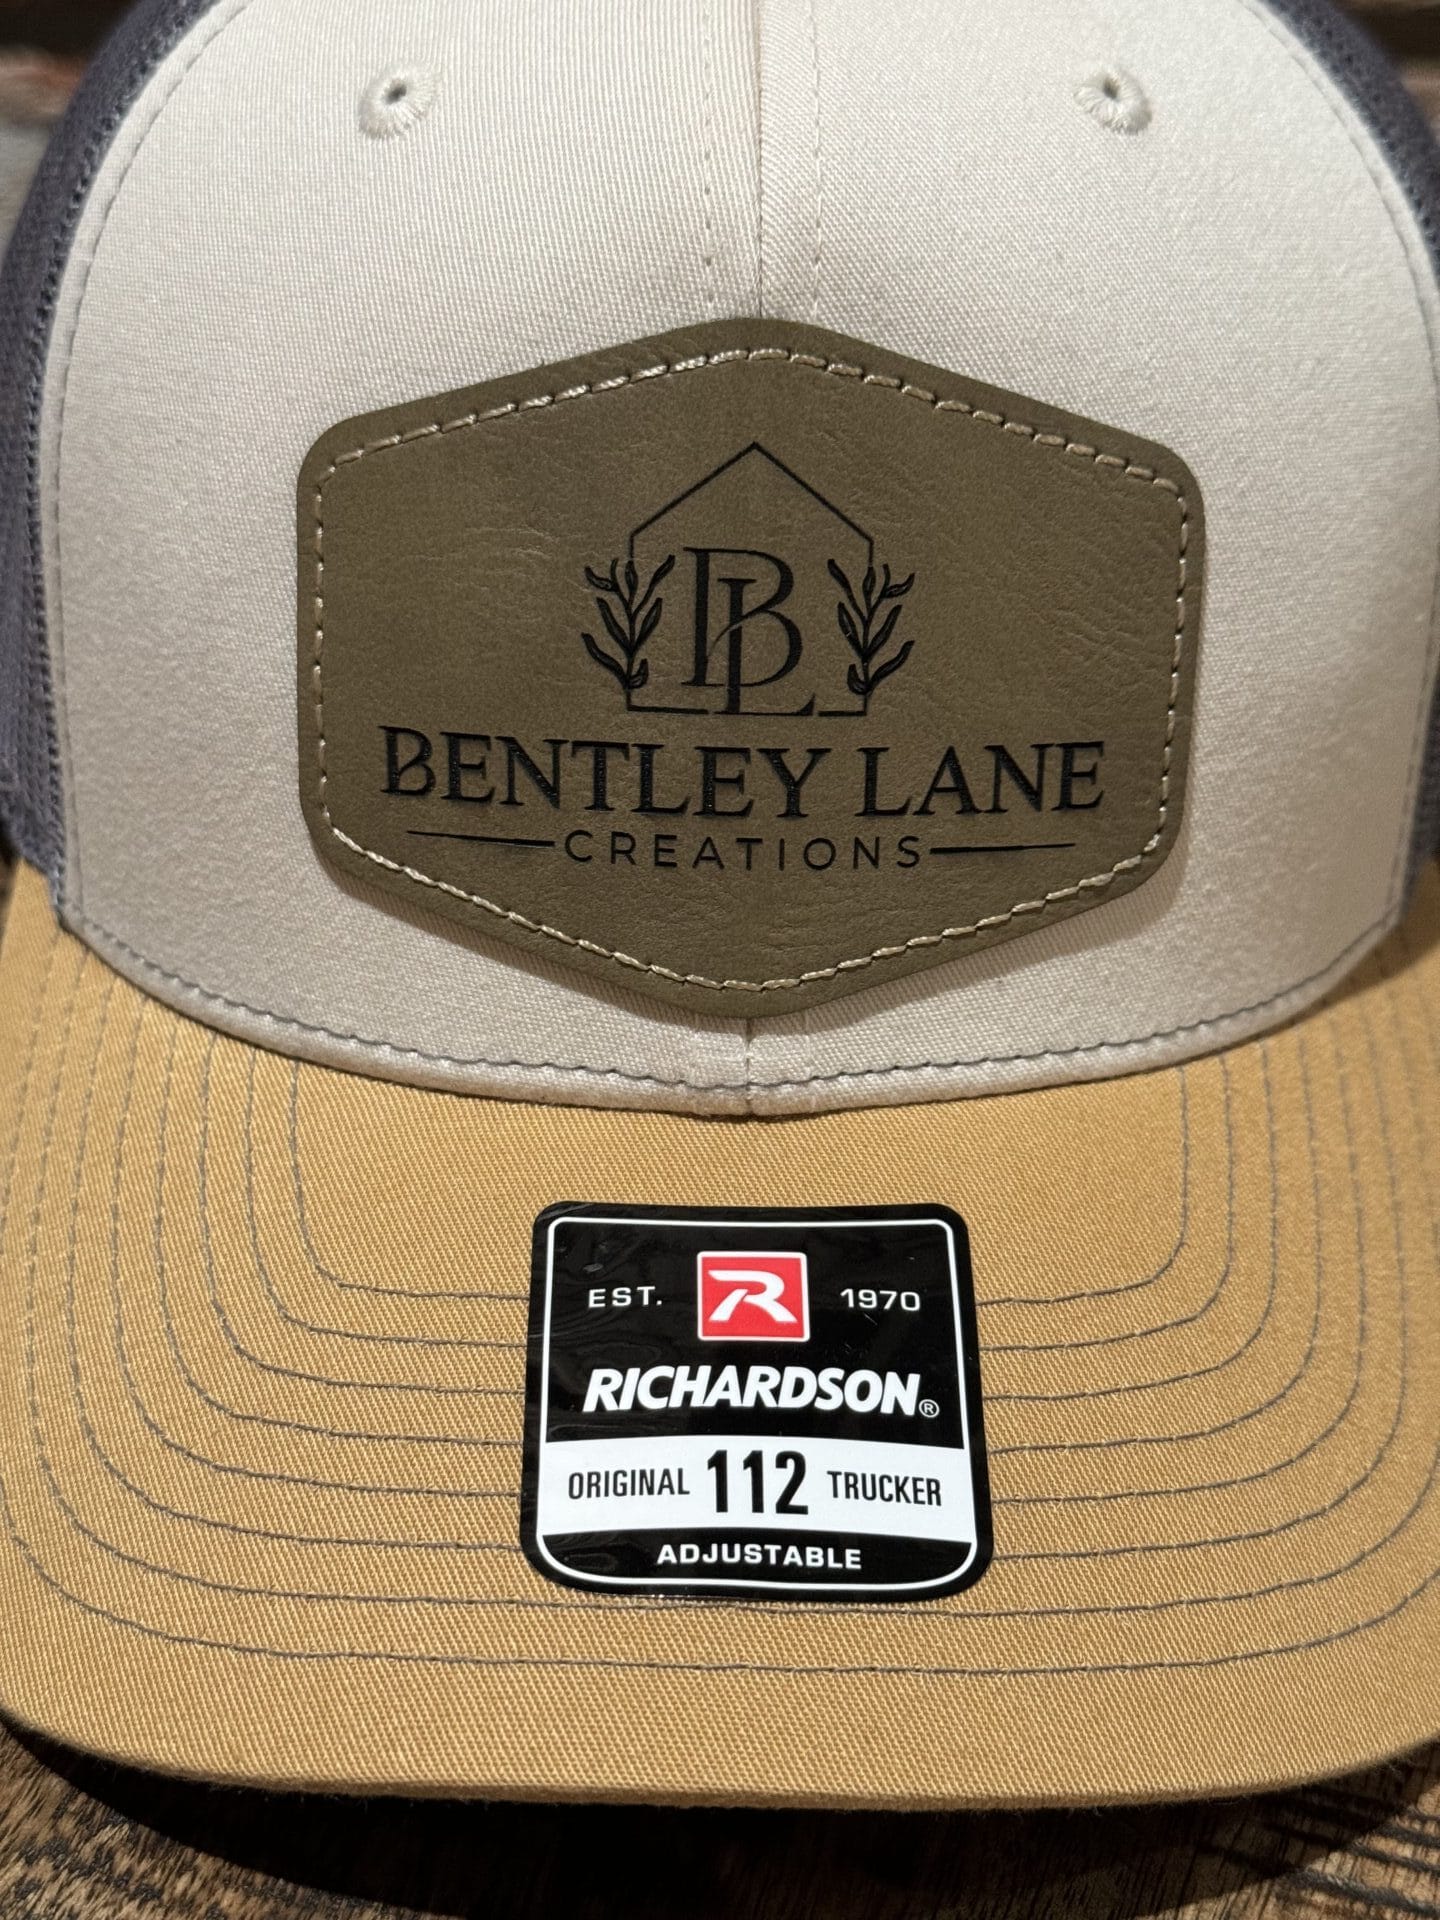 BL
BENTLEY LANE
CREATIONS
EST. R 1970
RICHARDSON®
ORIGINAL 112 TRUCKER
ADJUSTABLE